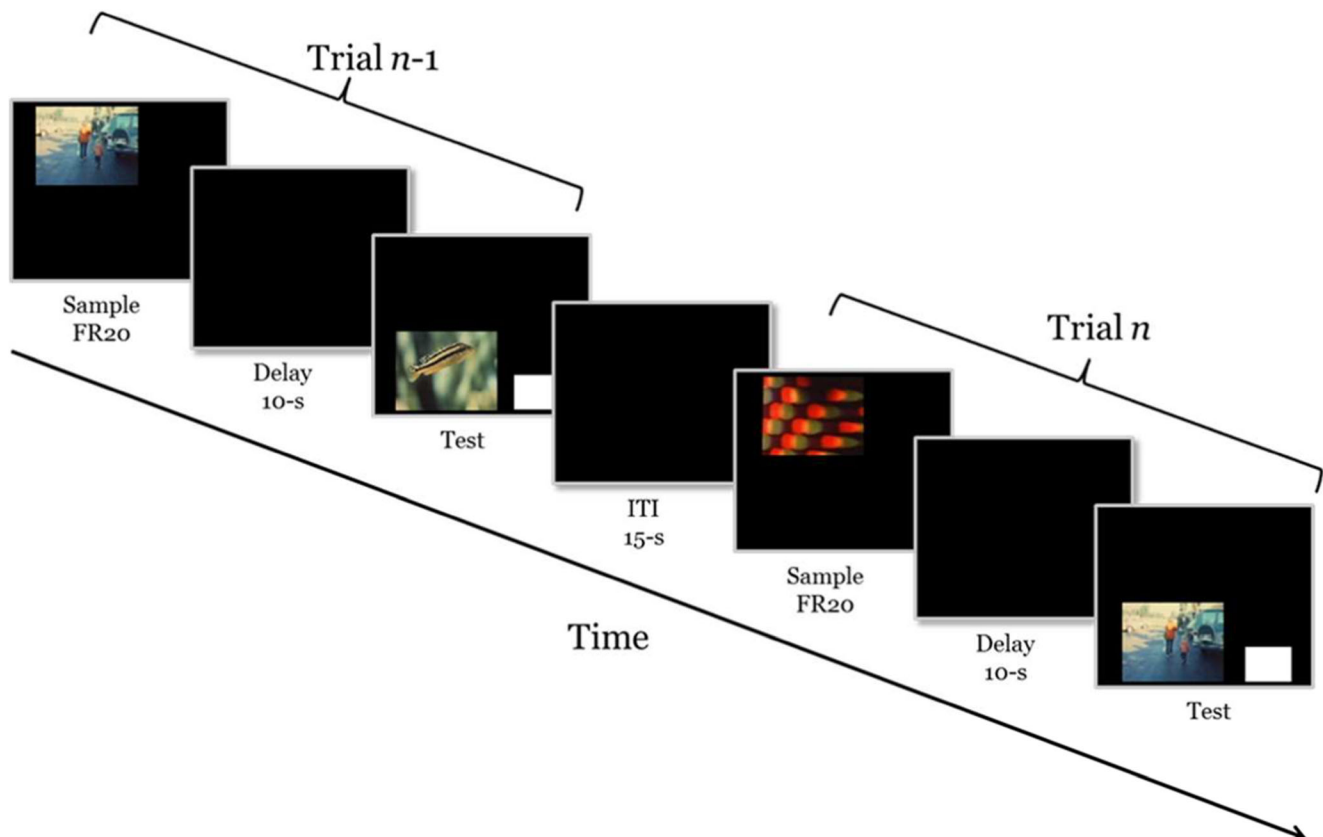 Trial n-1
Sample
FR20
Delay
10-s
Test
ITI
15-s
Trial n
Sample
FR20
Delay
10-s
Test
Time